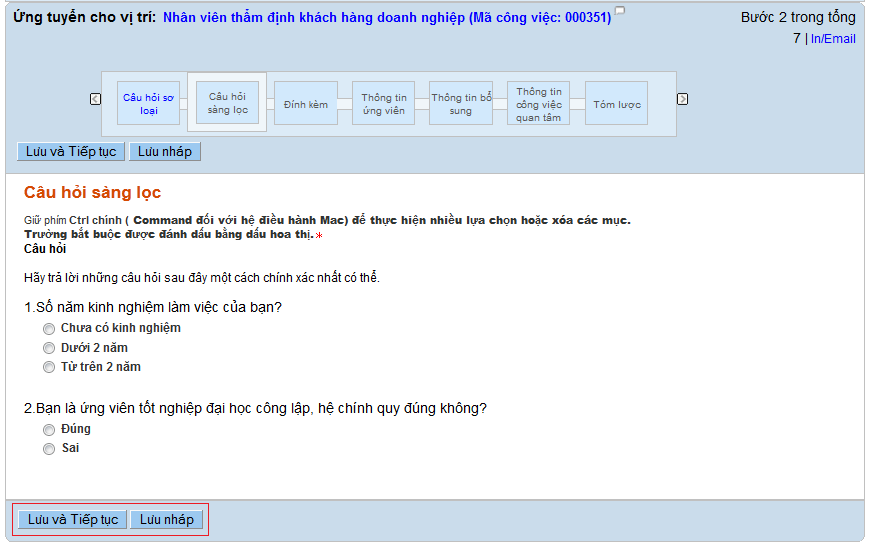 Ứng tuyển cho vị trí: Nhân viên thẩm định khách hàng doanh nghiệp (Mã công việc: 000351)
Bước 2 trong tổng
7 | In/Email
Câu hỏi sơ
loại
Câu hỏi
sàng lọc
Đính kèm
Thông tin
ứng viên
Thông tin bổ
sung
Thông tin
công việc
quan tâm
Tóm lược
Lưu và Tiếp tục
Lưu nháp
Câu hỏi sàng lọc
Giữ phím Ctrl chính ( Command đối với hệ điều hành Mac) để thực hiện nhiều lựa chọn hoặc xóa các mục.
Trường bắt buộc được đánh dấu bằng dấu hoa thị.*
Câu hỏi
Hãy trả lời những câu hỏi sau đây một cách chính xác nhất có thể.
1.Số năm kinh nghiệm làm việc của bạn?
Chưa có kinh nghiệm
Dưới 2 năm
Từ trên 2 năm
2.Bạn là ứng viên tốt nghiệp đại học công lập, hệ chính quy đúng không?
Đúng
Sai
Lưu và Tiếp tục
Lưu nháp